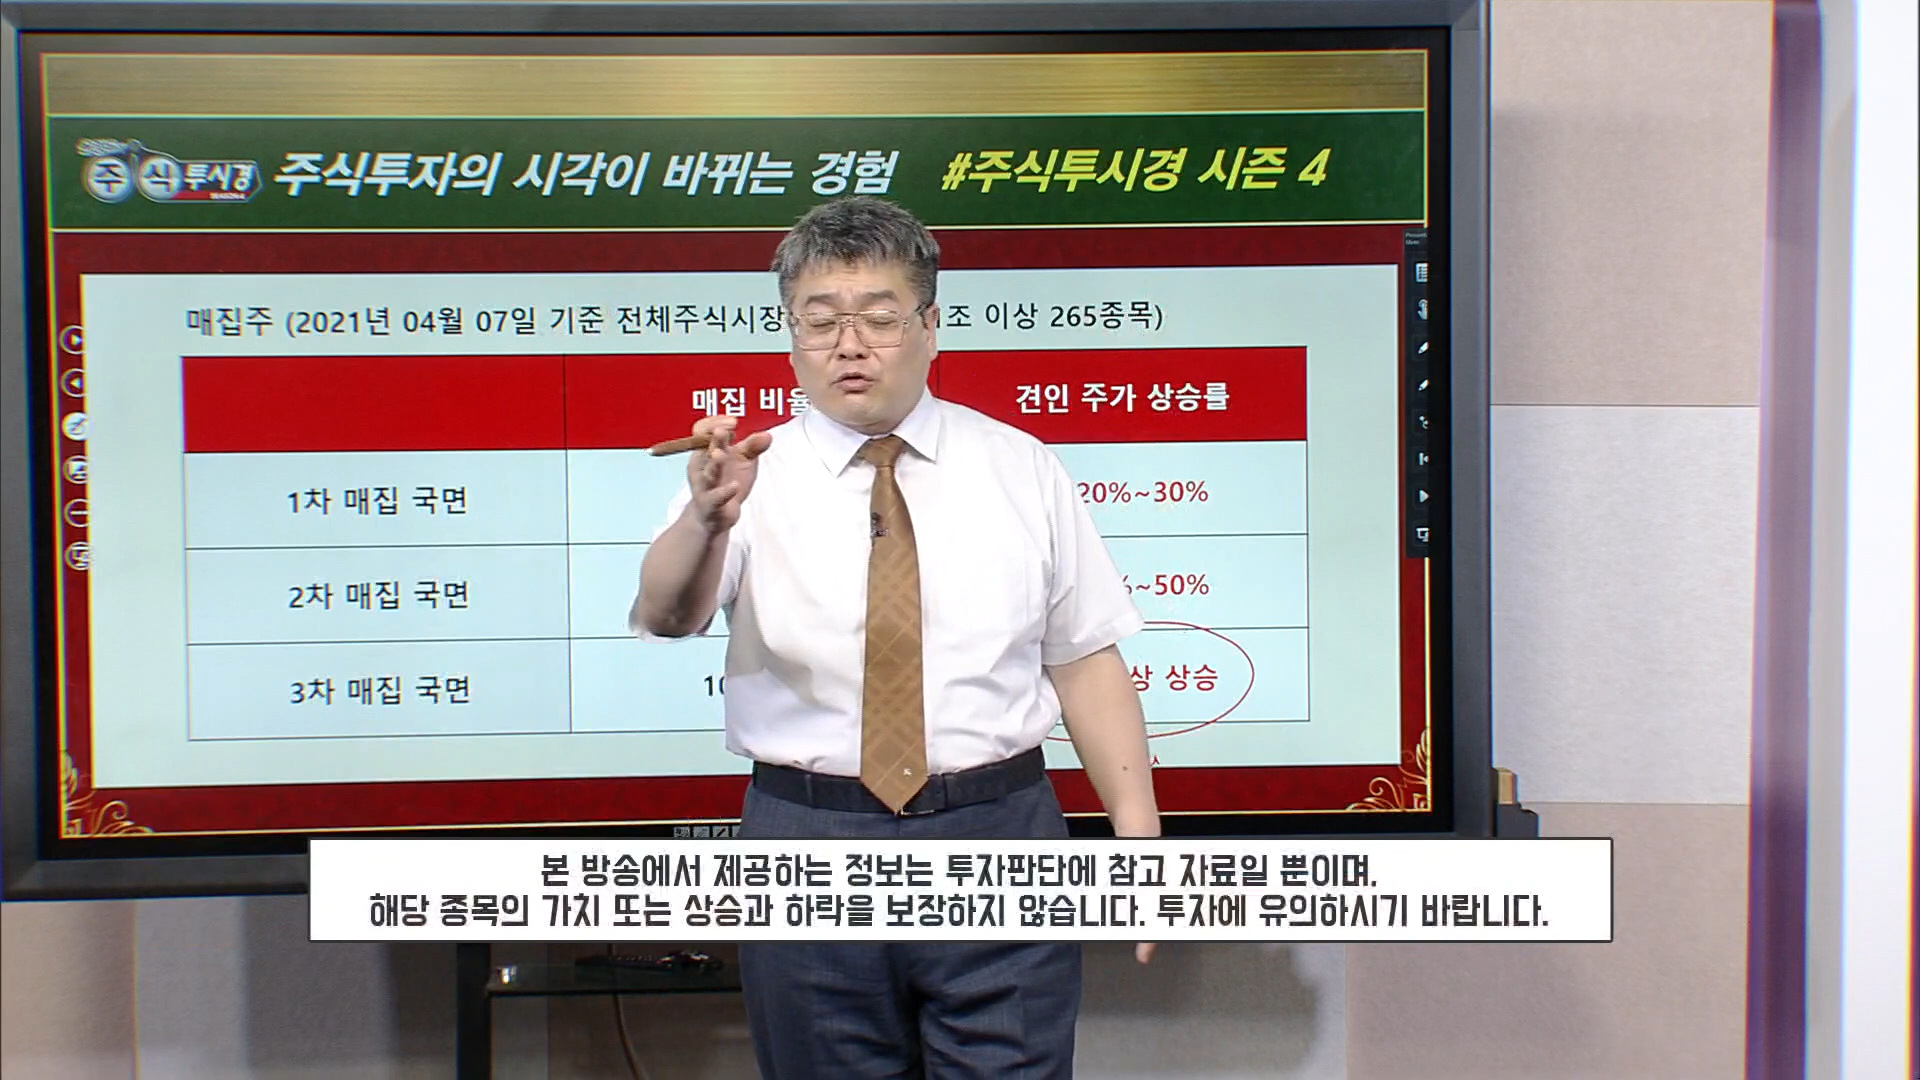 주식투시경 주식투자의 시각이 바뀌는 경험 #주식투시경 시즌 4
매집주 (2021년 04월 07일 기준 전체주식시장 이상 265종목)
매집 비율 견인 주가 상승률
1차 매집 국면 20%~30%
2차 매집 국면 ~50%
3차 매집 국면 상승
본 방송에서 제공하는 정보는 투자판단에 참고 자료일 뿐이며,
해당 종목의 가치 또는 상승과 하락을 보장하지 않습니다. 투자에 유의하시기 바랍니다.